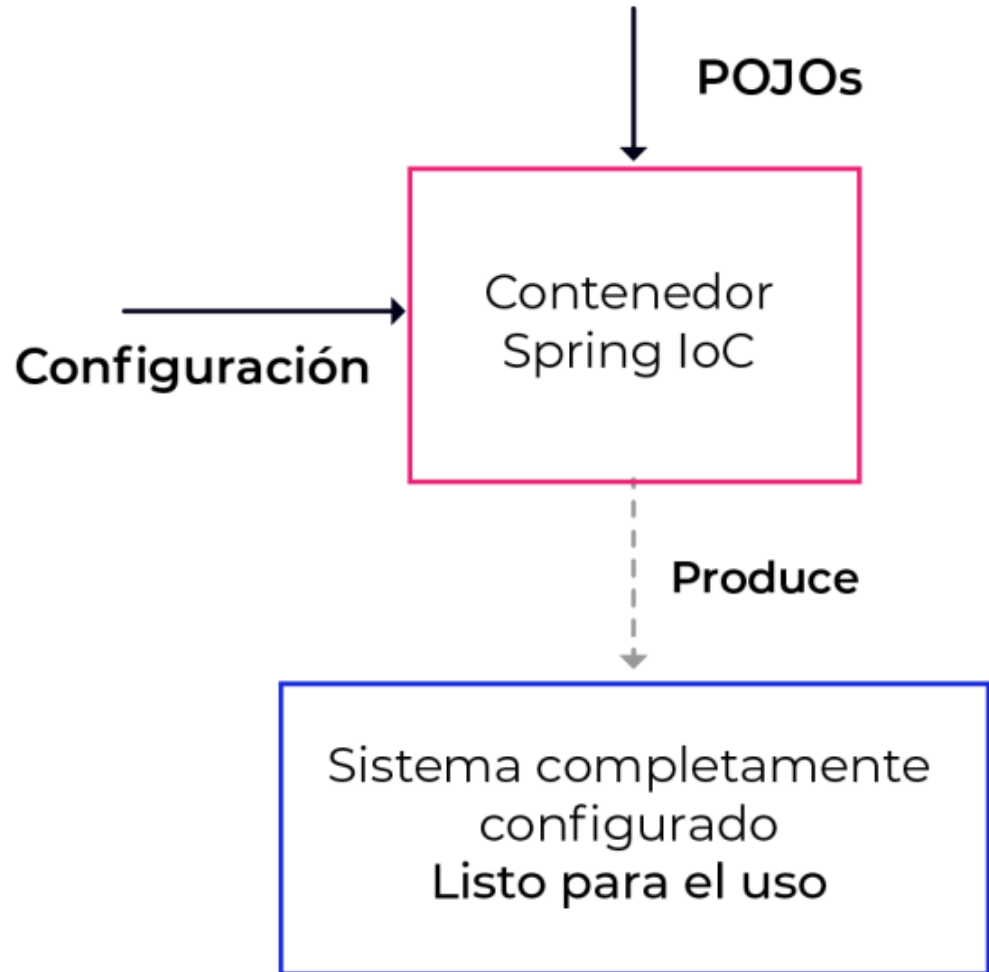 POJOs
Contenedor
Spring IoC
Configuración
Produce
Sistema completamente
configurado
Listo para el uso